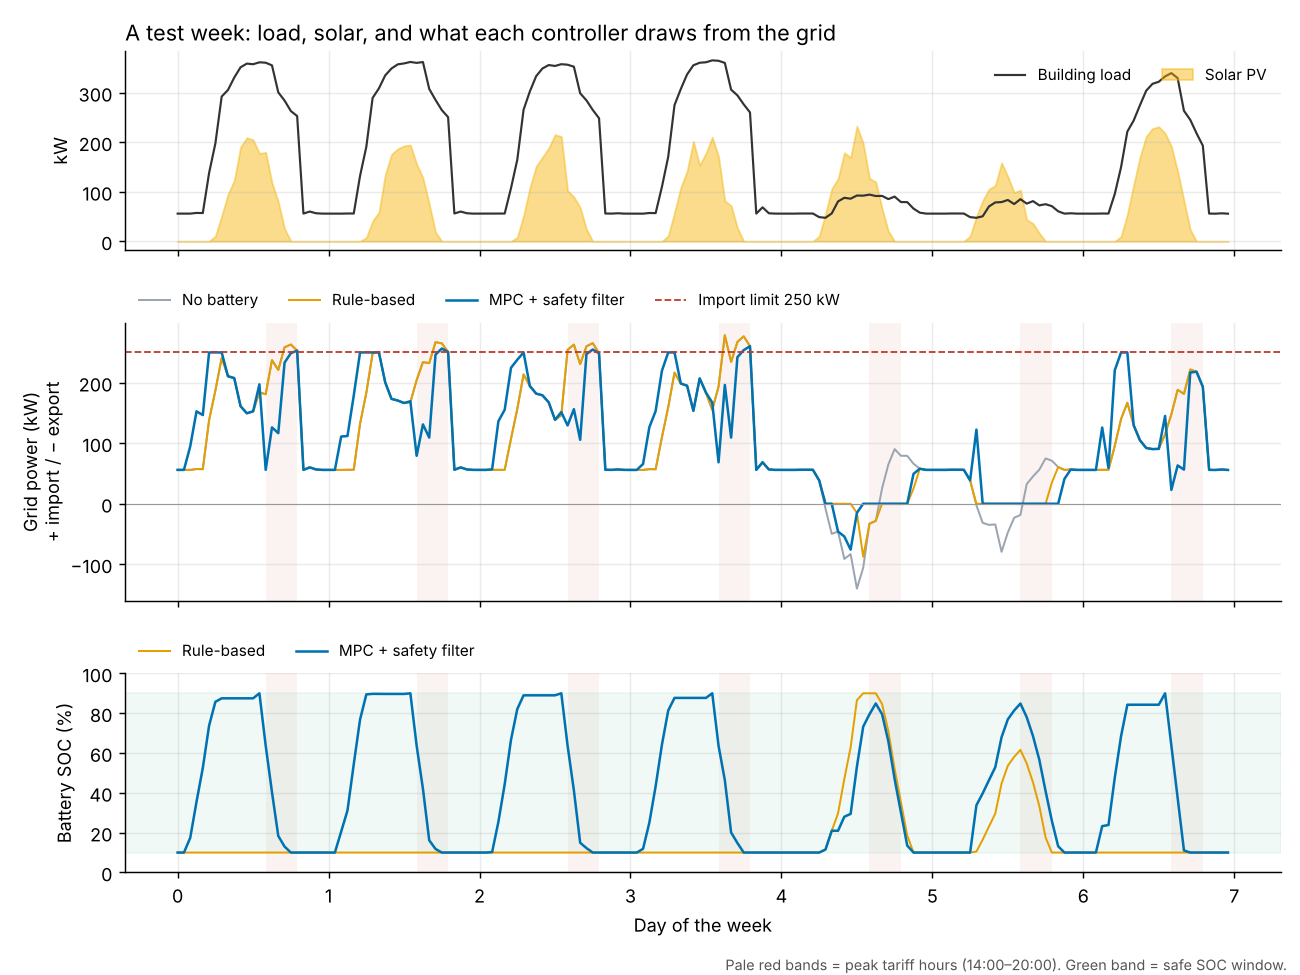 A test week: load, solar, and what each controller draws from the grid
Building load
Solar PV
300
200
100
0
kW
No battery
Rule-based
MPC + safety filter
Import limit 250 kW
200
100
0
−100
Grid power (kW)
+ import / − export
Rule-based
MPC + safety filter
100
80
60
40
20
0
Battery SOC (%)
0 1 2 3 4 5 6 7
Day of the week
Pale red bands = peak tariff hours (14:00–20:00). Green band = safe SOC window.